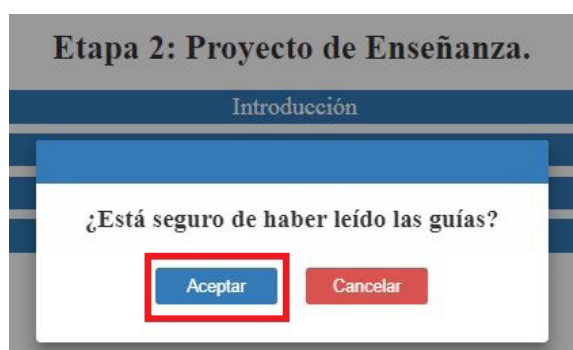 Etapa 2: Proyecto de Enseñanza.
Introducción
¿Está seguro de haber leído las guías?
Aceptar
Cancelar